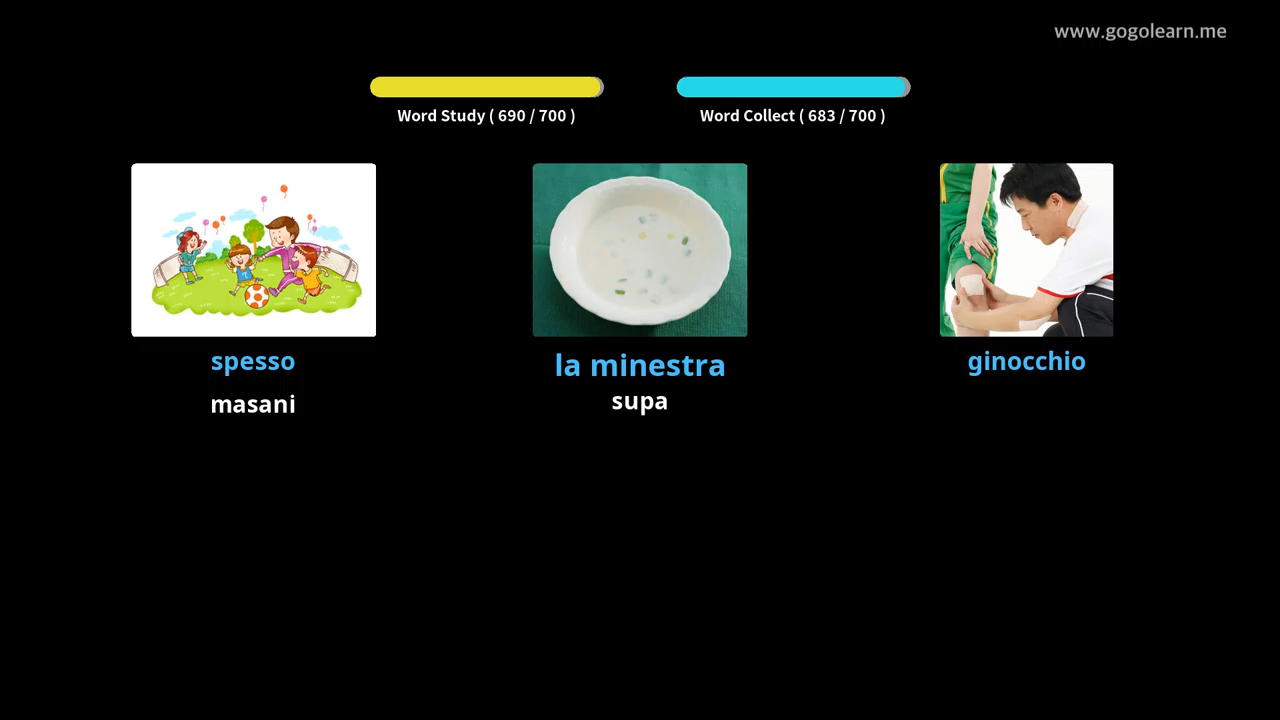 www.gogolearn.me
Word Study ( 690 / 700 )
Word Collect ( 683 / 700 )
spesso
la minestra
ginocchio
masani
supa